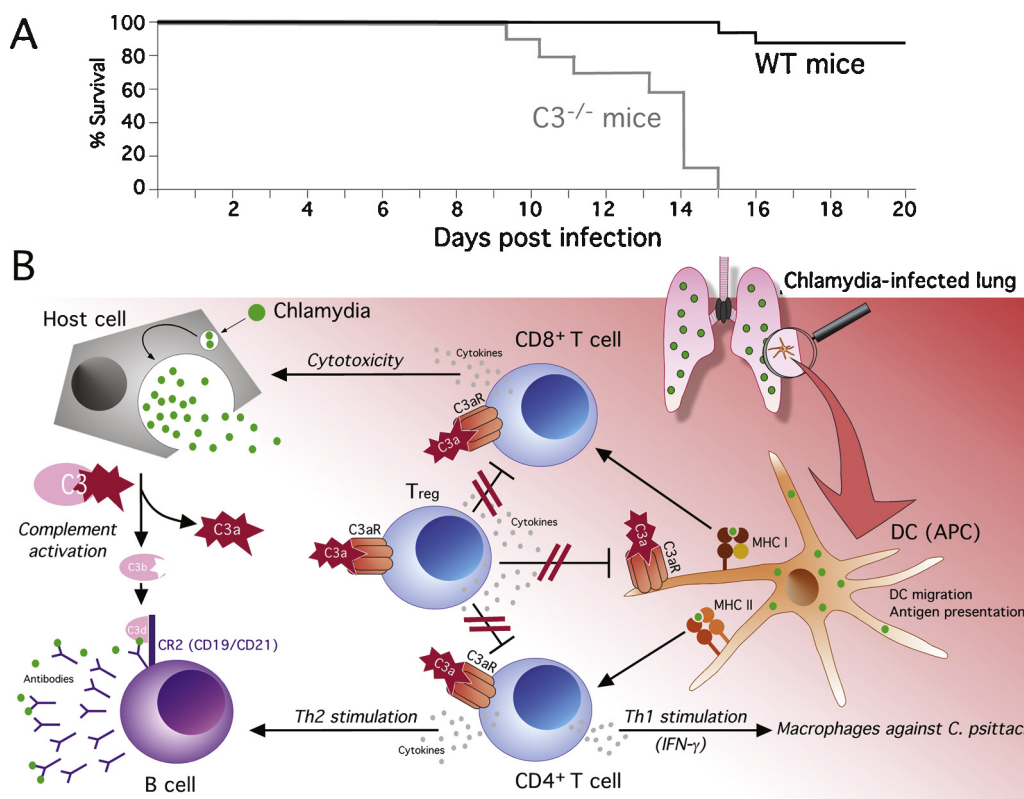 A
100
80
60
40
20
0
% Survival
WT mice
C3-/- mice
2 4 6 8 10 12 14 16 18 20
Days post infection
B
Chlamydia-infected lung
Host cell
Chlamydia
CD8+ T cell
Cytotoxicity
Cytokines
C3aR
C3a
C3
Complement
activation
C3a
Treg
C3aR
C3a
Cytokines
C3a
C3aR
MHC I
DC (APC)
C3b
MHC II
DC migration
Antigen presentation
C3d
CR2 (CD19/CD21)
C3aR
C3a
Antibodies
Th2 stimulation
Cytokines
Th1 stimulation
(IFN-γ)
Macrophages against C. psittac
B cell
CD4+ T cell